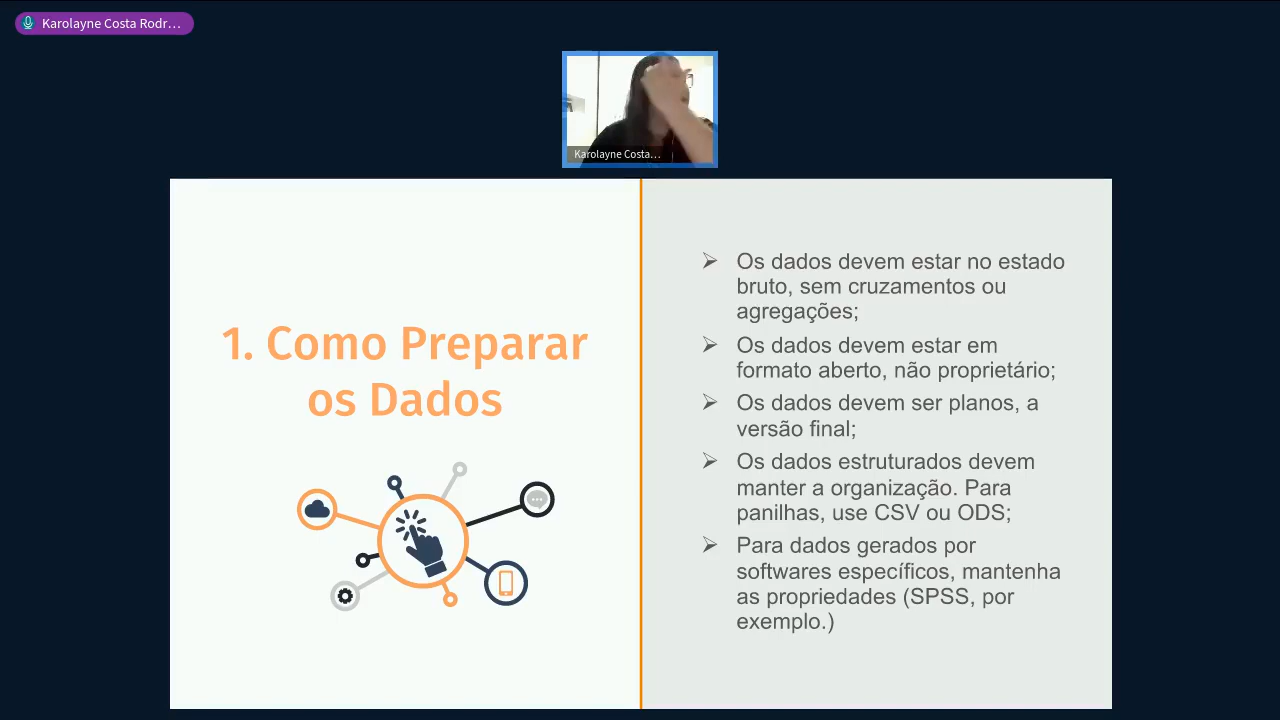 Karolayne Costa Rodr…
Karolayne Costa…
1. Como Preparar
os Dados
Os dados devem estar no estado
bruto, sem cruzamentos ou
agregações;
Os dados devem estar em
formato aberto, não proprietário;
Os dados devem ser planos, a
versão final;
Os dados estruturados devem
manter a organização. Para
panilhas, use CSV ou ODS;
Para dados gerados por
softwares específicos, mantenha
as propriedades (SPSS, por
exemplo.)